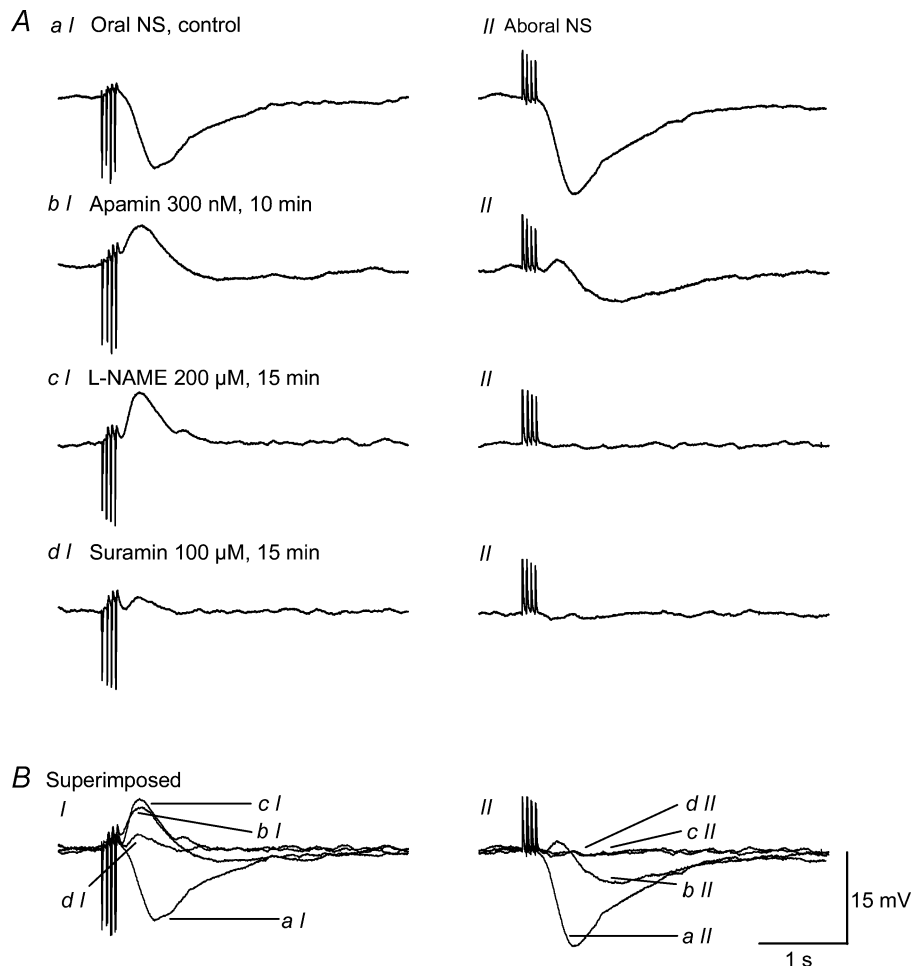 A a I Oral NS, control II Aboral NS
b I Apamin 300 nM, 10 min II
c I L-NAME 200 µM, 15 min II
d I Suramin 100 µM, 15 min II
B Superimposed
I II
c I
b I
d I
a I
d II
c II
b II
a II
15 mV
1 s